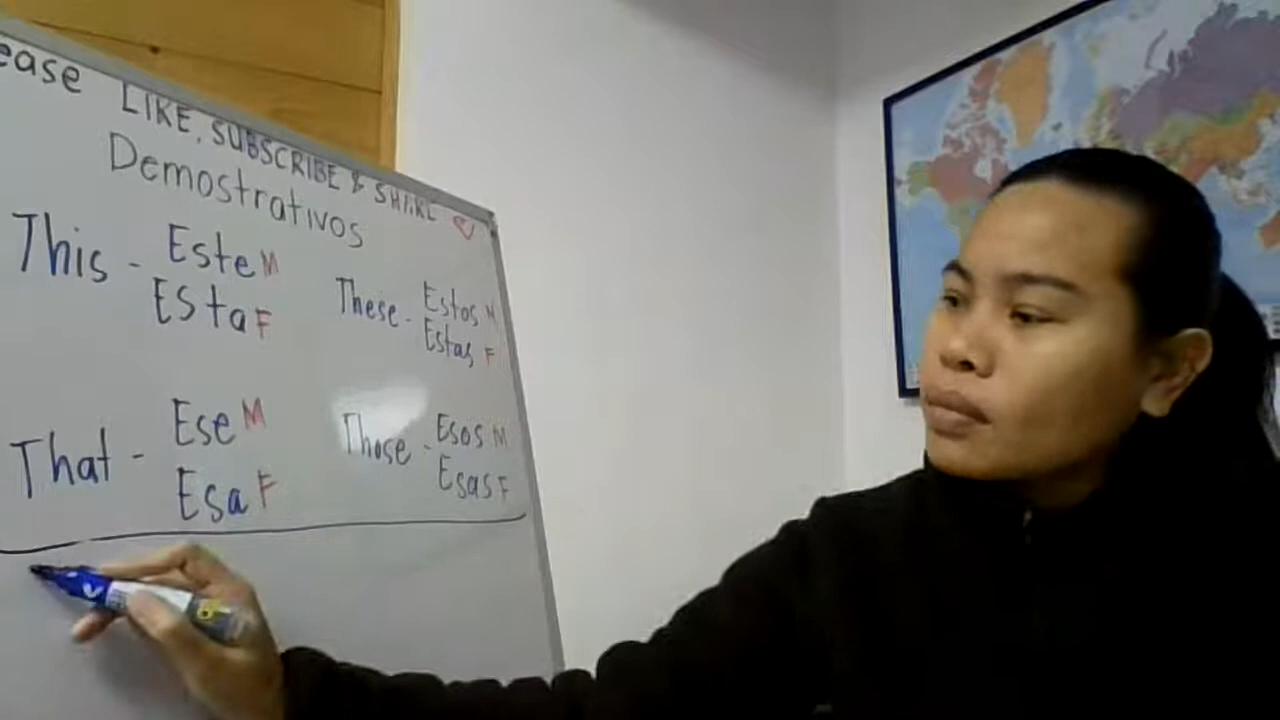 ease LIKE, SUBSCRIBE & SHARE
Demostrativos
This - Este M
Esta F
These - Estos M
Estas F
That - Ese M
Esa F
Those - Esos M
Esas F